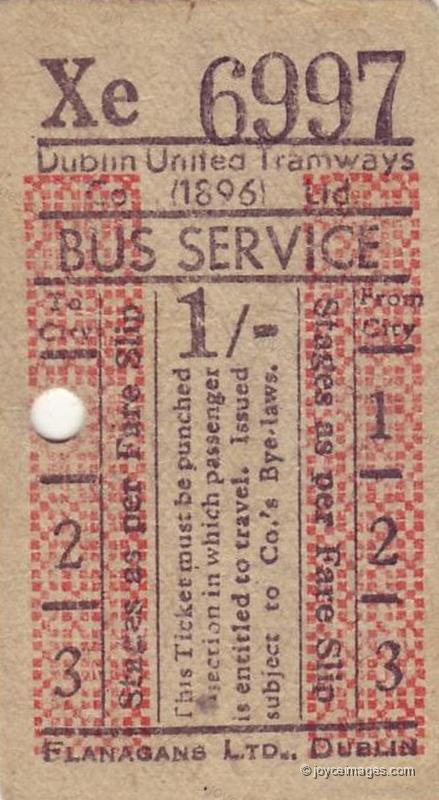 Xe 6997
Dublin United Tramways
Co. (1896) Ltd.
BUS SERVICE
To
City
2
3
Stages as per Fare Slip
1/-
This Ticket must be punched
section in which passenger
is entitled to travel. Issued
subject to Co.'s Bye-laws.
Stages as per Fare Slip
From
City
1
2
3
FLANAGANS LTD., DUBLIN
© joyceimages.com